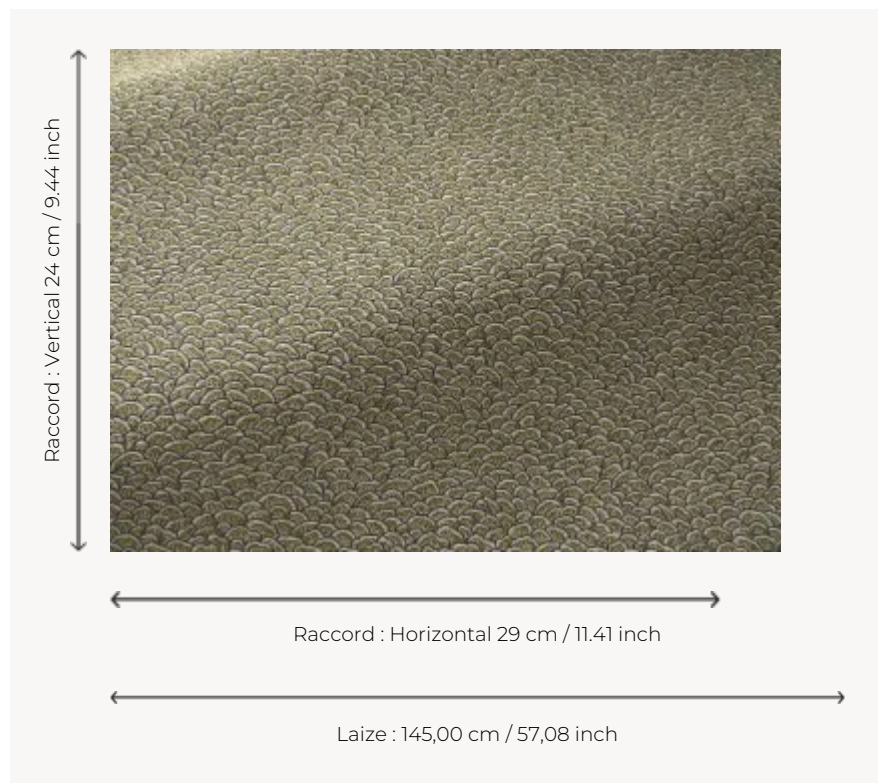 Raccord : Vertical 24 cm / 9.44 inch
Raccord : Horizontal 29 cm / 11.41 inch
Laize : 145,00 cm / 57,08 inch